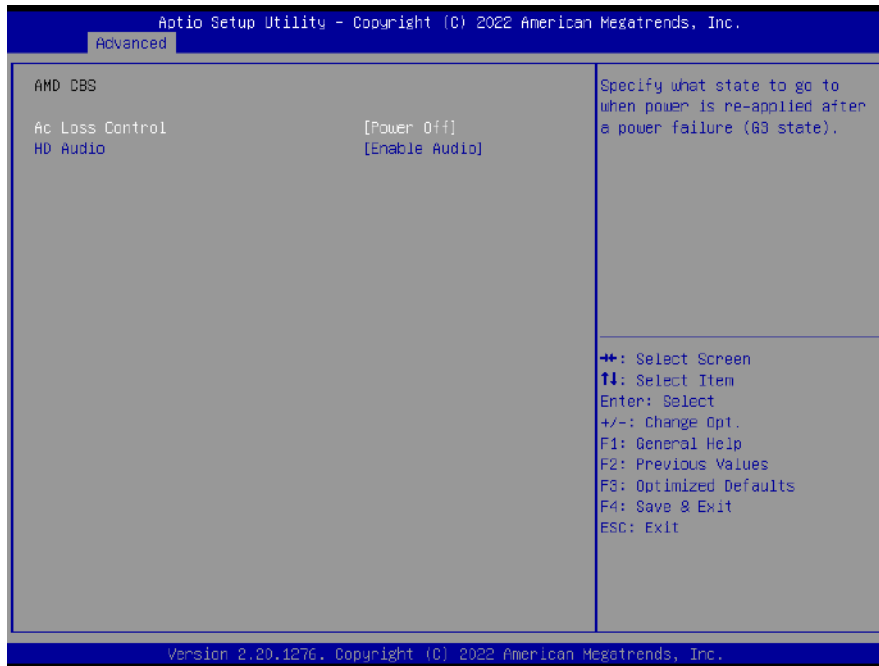 Aptio Setup Utility - Copyright (C) 2022 American Megatrends, Inc.
Advanced
AMD CBS
Ac Loss Control [Power Off]
HD Audio [Enable Audio]
Specify what state to go to
when power is re-applied after
a power failure (G3 state).
→←: Select Screen
↑↓: Select Item
Enter: Select
+/-: Change Opt.
F1: General Help
F2: Previous Values
F3: Optimized Defaults
F4: Save & Exit
ESC: Exit
Version 2.20.1276. Copyright (C) 2022 American Megatrends, Inc.